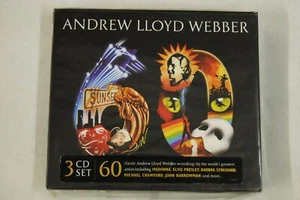 ANDREW LLOYD WEBBER
SUNSET
3 CD
SET
60
classic Andrew Lloyd Webber recordings by the world's greatest
artists including MADONNA, ELVIS PRESLEY, BARBRA STREISAND,
MICHAEL CRAWFORD, JOHN BARROWMAN and more...